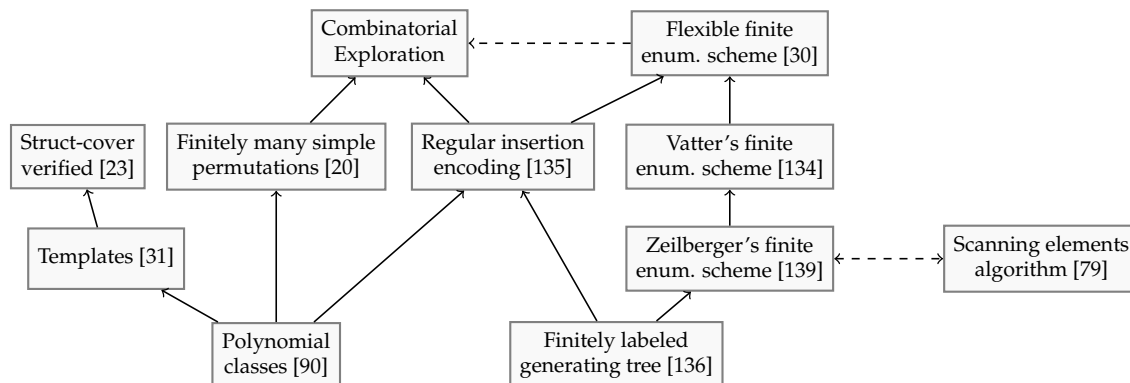 Combinatorial
Exploration
Flexible finite
enum. scheme [30]
Struct-cover
verified [23]
Finitely many simple
permutations [20]
Regular insertion
encoding [135]
Vatter's finite
enum. scheme [134]
Templates [31]
Zeilberger's finite
enum. scheme [139]
Scanning elements
algorithm [79]
Polynomial
classes [90]
Finitely labeled
generating tree [136]